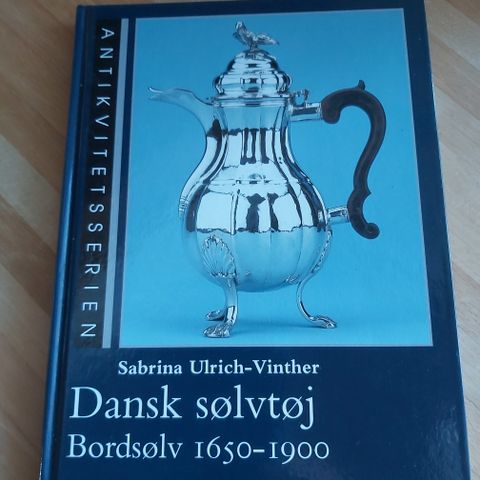 ANTIKVITETSSERIEN
Sabrina Ulrich-Vinther
Dansk sølvtøj
Bordsølv 1650-1900